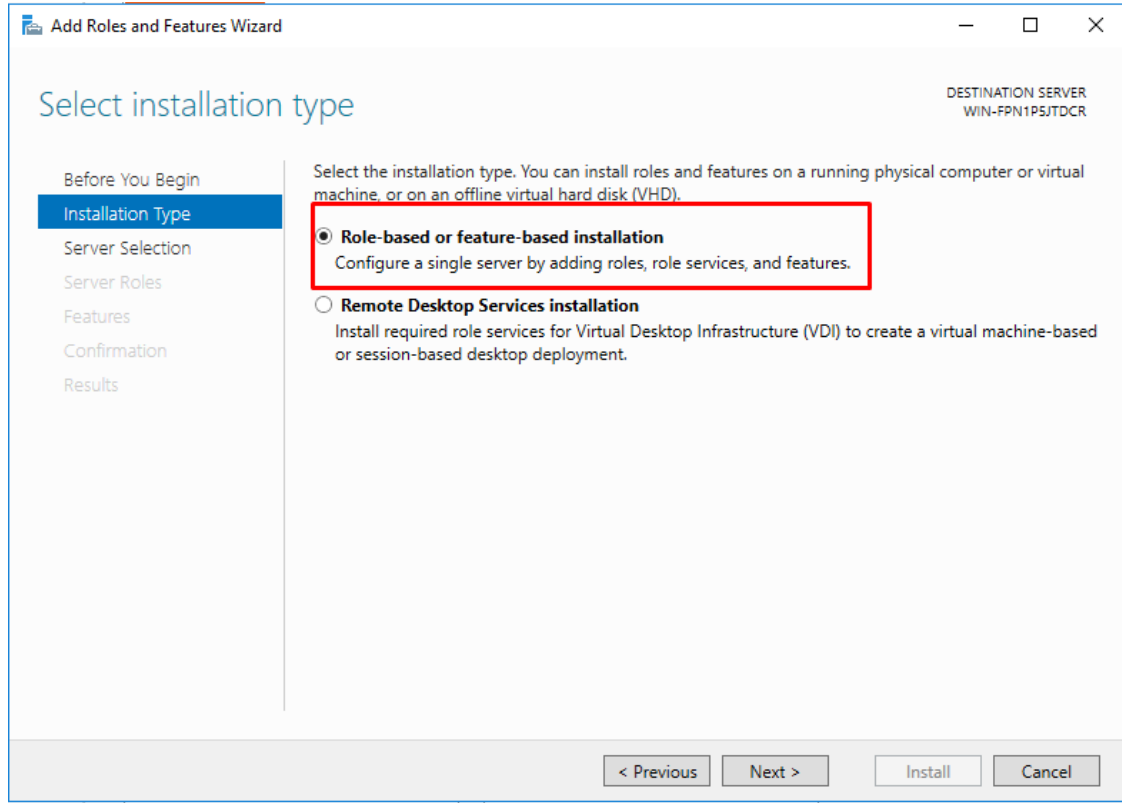 Add Roles and Features Wizard
Select installation type
DESTINATION SERVER
WIN-FPN1P5JTDCR
Before You Begin
Installation Type
Server Selection
Server Roles
Features
Confirmation
Results
Select the installation type. You can install roles and features on a running physical computer or virtual
machine, or on an offline virtual hard disk (VHD).
Role-based or feature-based installation
Configure a single server by adding roles, role services, and features.
Remote Desktop Services installation
Install required role services for Virtual Desktop Infrastructure (VDI) to create a virtual machine-based
or session-based desktop deployment.
< Previous
Next >
Install
Cancel